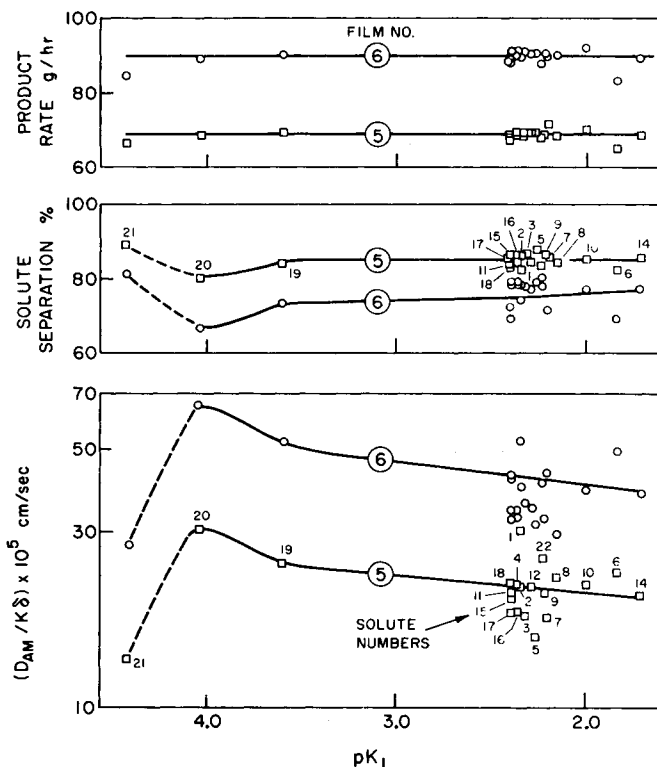 FILM NO.
PRODUCT
RATE g/hr
100
80
60
6
5
SOLUTE
SEPARATION %
100
80
60
21
20
19
5
6
16 2 3 5 9
15 7 8
17 10 14
11 1 6
18
(D_AM / Kδ) x 10^5 cm/sec
70
50
30
10
6
5
20
19
21
1
22
18 4 12 8 10 6
11 2 9 14
15
17 16 3 7
5
SOLUTE
NUMBERS
4.0
3.0
2.0
pK_1